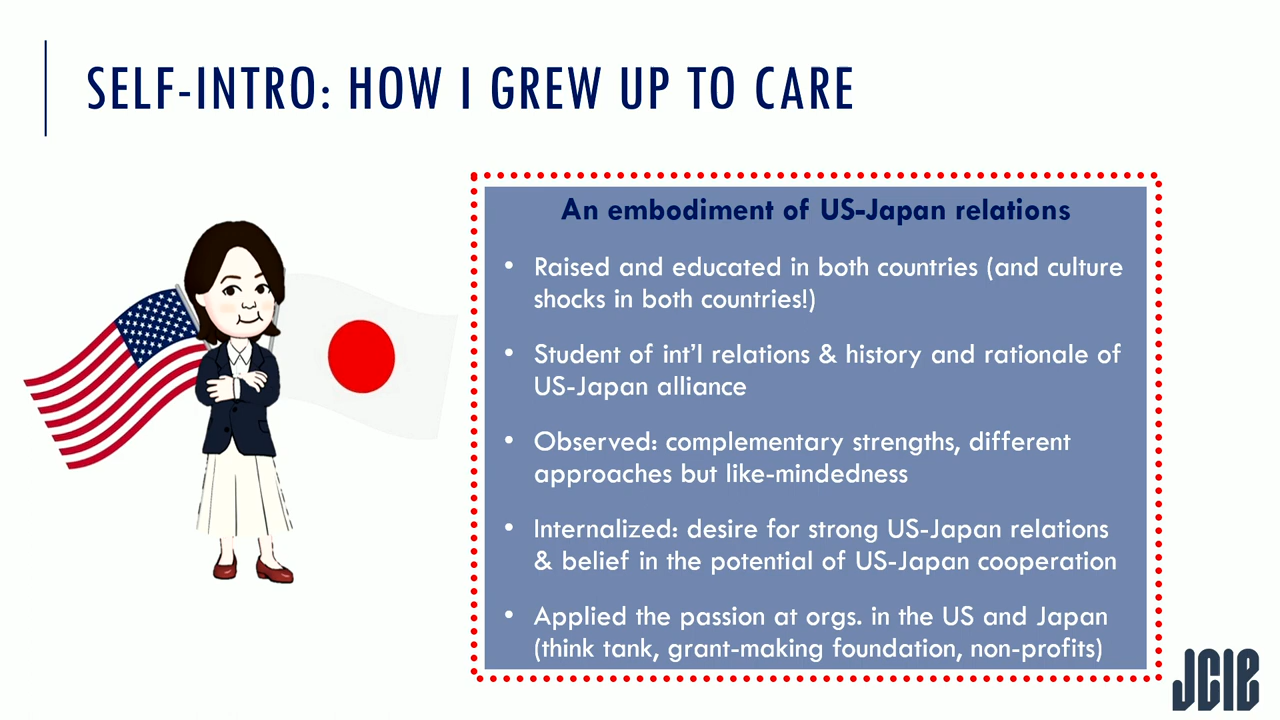 SELF-INTRO: HOW I GREW UP TO CARE
An embodiment of US-Japan relations
• Raised and educated in both countries (and culture
shocks in both countries!)
• Student of int’l relations & history and rationale of
US-Japan alliance
• Observed: complementary strengths, different
approaches but like-mindedness
• Internalized: desire for strong US-Japan relations
& belief in the potential of US-Japan cooperation
• Applied the passion at orgs. in the US and Japan
(think tank, grant-making foundation, non-profits)
JCIE